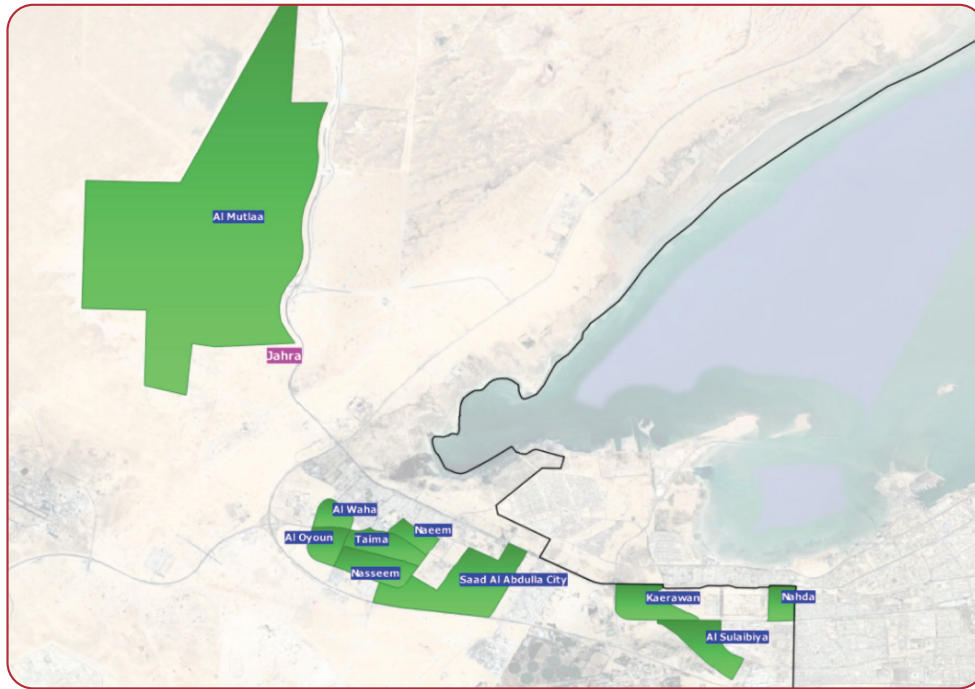 Al Mutlaa
Jahra
Al Waha
Naeem
Al Oyoun
Taima
Nasseem
Saad Al Abdulla City
Kaerawan
Nahda
Al Sulaibiya